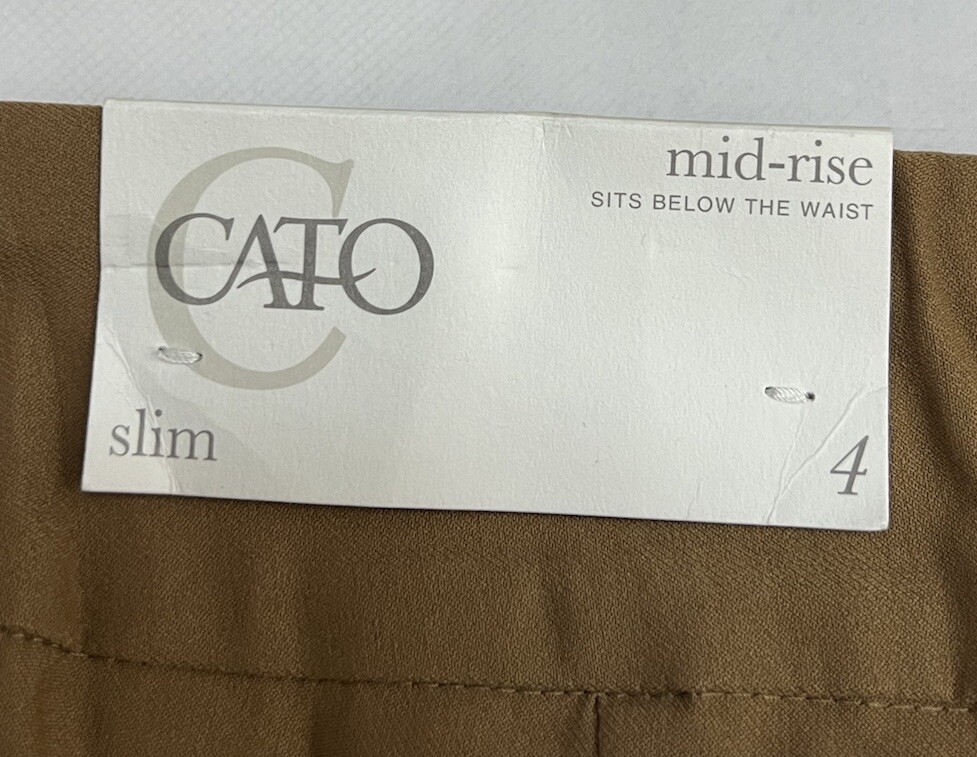 C
CATO
mid-rise
SITS BELOW THE WAIST
slim
4